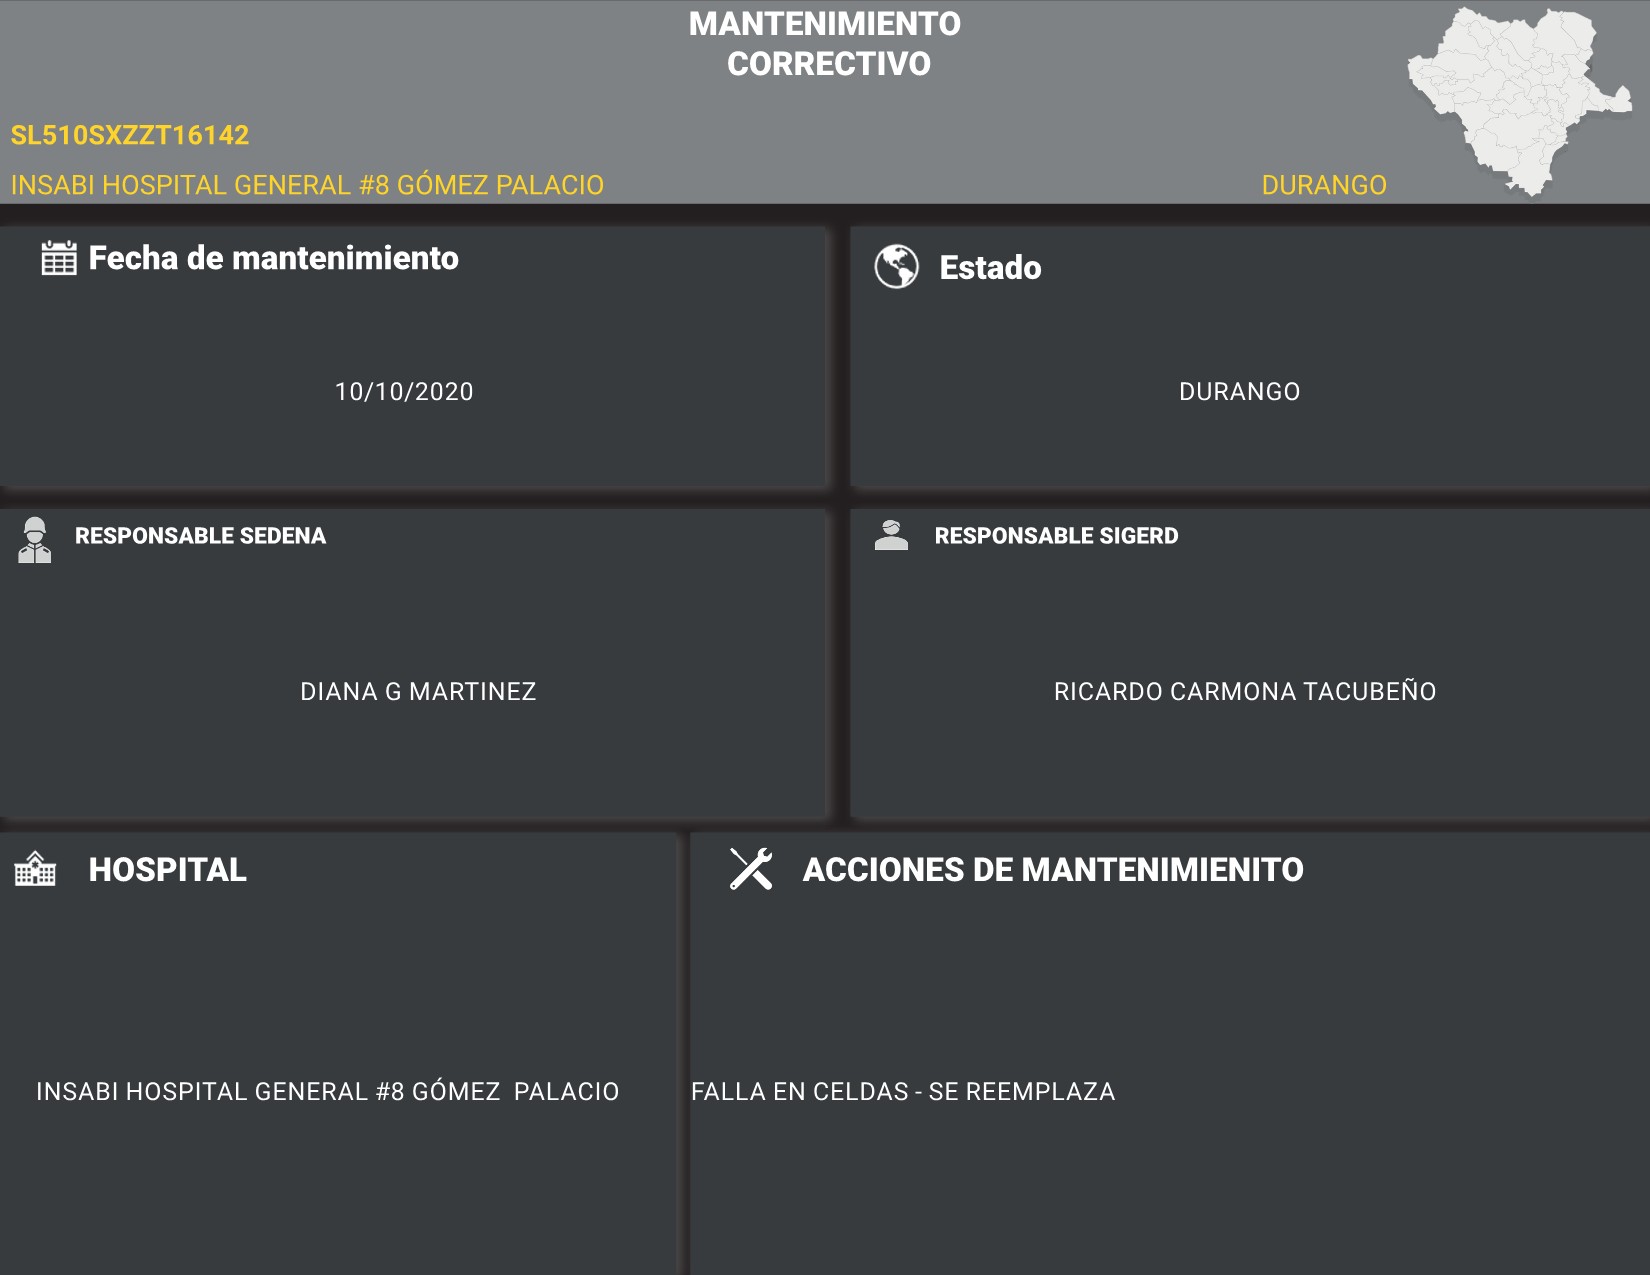 MANTENIMIENTO
CORRECTIVO
SL510SXZZT16142
INSABI HOSPITAL GENERAL #8 GÓMEZ PALACIO
DURANGO
Fecha de mantenimiento
10/10/2020
Estado
DURANGO
RESPONSABLE SEDENA
DIANA G MARTINEZ
RESPONSABLE SIGERD
RICARDO CARMONA TACUBEÑO
HOSPITAL
INSABI HOSPITAL GENERAL #8 GÓMEZ  PALACIO
ACCIONES DE MANTENIMIENITO
FALLA EN CELDAS - SE REEMPLAZA